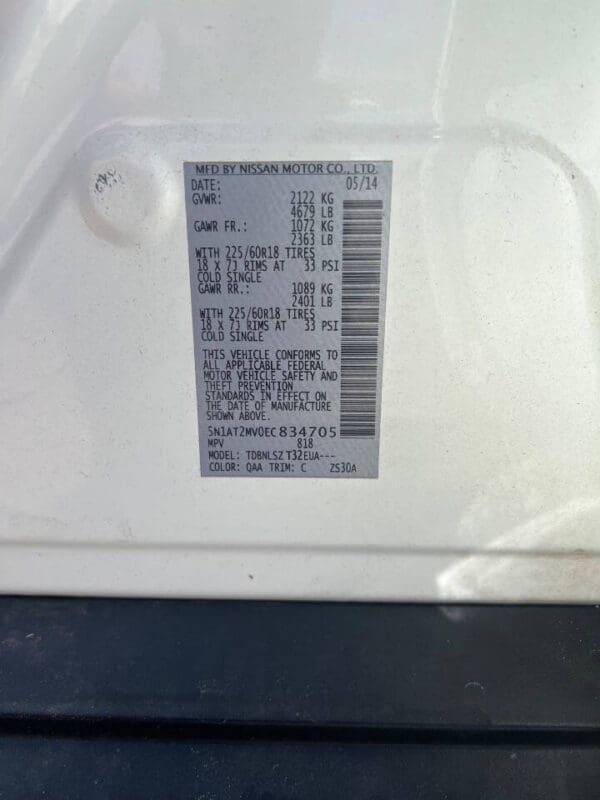 MFD BY NISSAN MOTOR CO., LTD.
DATE: 05/14
GVWR: 2122 KG
4679 LB
GAWR FR.: 1072 KG
2363 LB
WITH 225/60R18 TIRES
18 X 7J RIMS AT 33 PSI
COLD SINGLE
GAWR RR.: 1089 KG
2401 LB
WITH 225/60R18 TIRES
18 X 7J RIMS AT 33 PSI
COLD SINGLE
THIS VEHICLE CONFORMS TO
ALL APPLICABLE FEDERAL
MOTOR VEHICLE SAFETY AND
THEFT PREVENTION
STANDARDS IN EFFECT ON
THE DATE OF MANUFACTURE
SHOWN ABOVE.
5N1AT2MV0EC834705
MPV 818
MODEL: TDBNLSZ T32EUA---
COLOR: QAA TRIM: C ZS30A